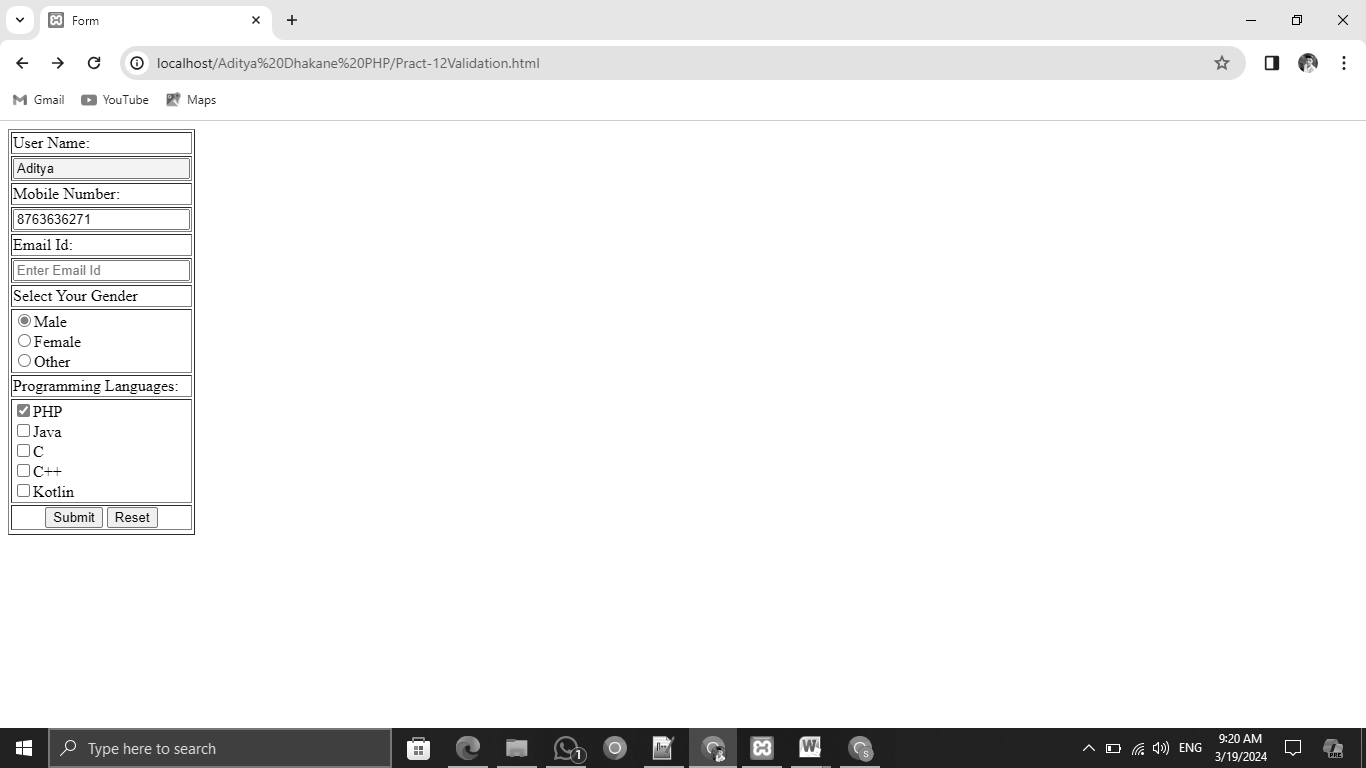 Form
localhost/Aditya%20Dhakane%20PHP/Pract-12Validation.html
Gmail YouTube Maps
User Name:
Aditya
Mobile Number:
8763636271
Email Id:
Enter Email Id
Select Your Gender
Male
Female
Other
Programming Languages:
PHP
Java
C
C++
Kotlin
Submit Reset
Type here to search
1
W
S
ENG
9:20 AM
3/19/2024
PRE